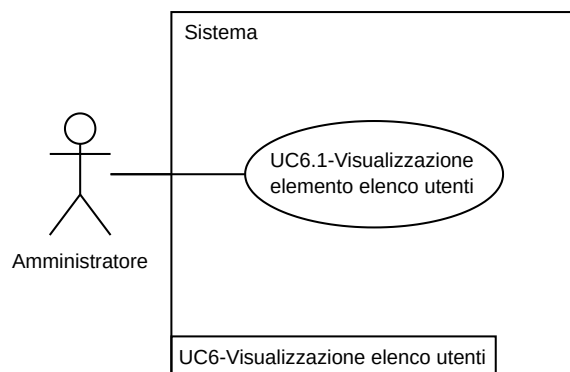 Sistema
UC6.1-Visualizzazione
elemento elenco utenti
Amministratore
UC6-Visualizzazione elenco utenti